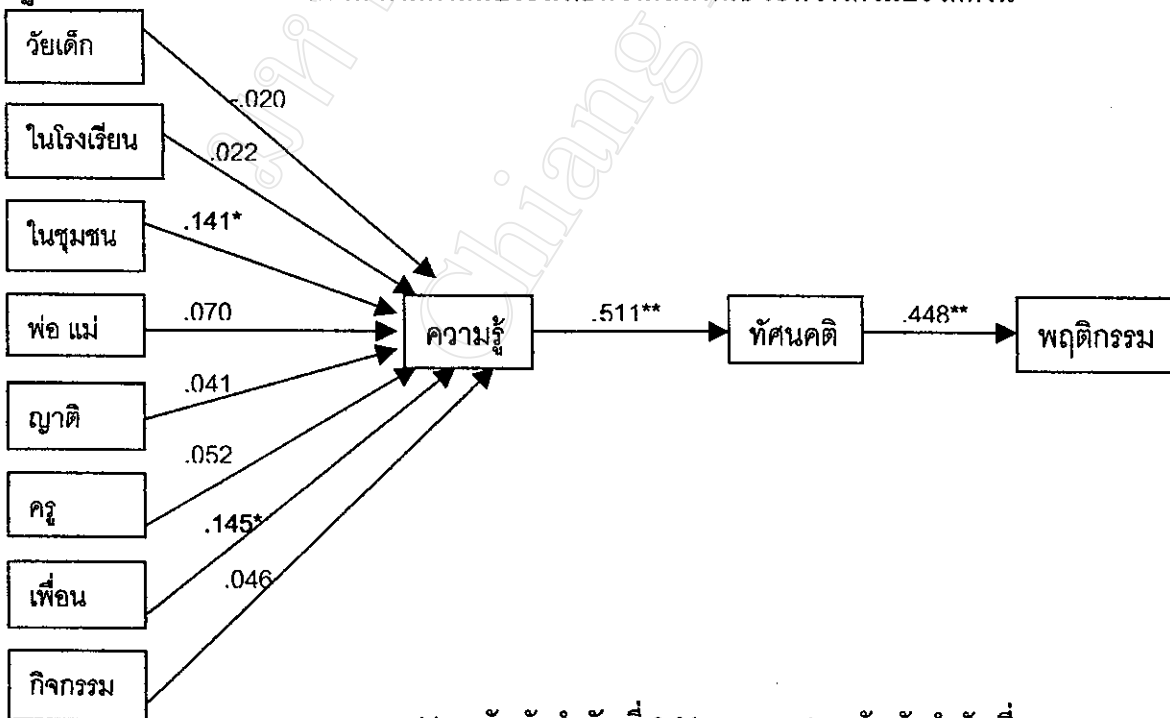 วัยเด็ก
-.020
ในโรงเรียน
.022
ในชุมชน
.141*
พ่อ แม่
.070
ความรู้
.511**
ทัศนคติ
.448**
พฤติกรรม
ญาติ
.041
ครู
.052
เพื่อน
.145*
กิจกรรม
.046
Chiang